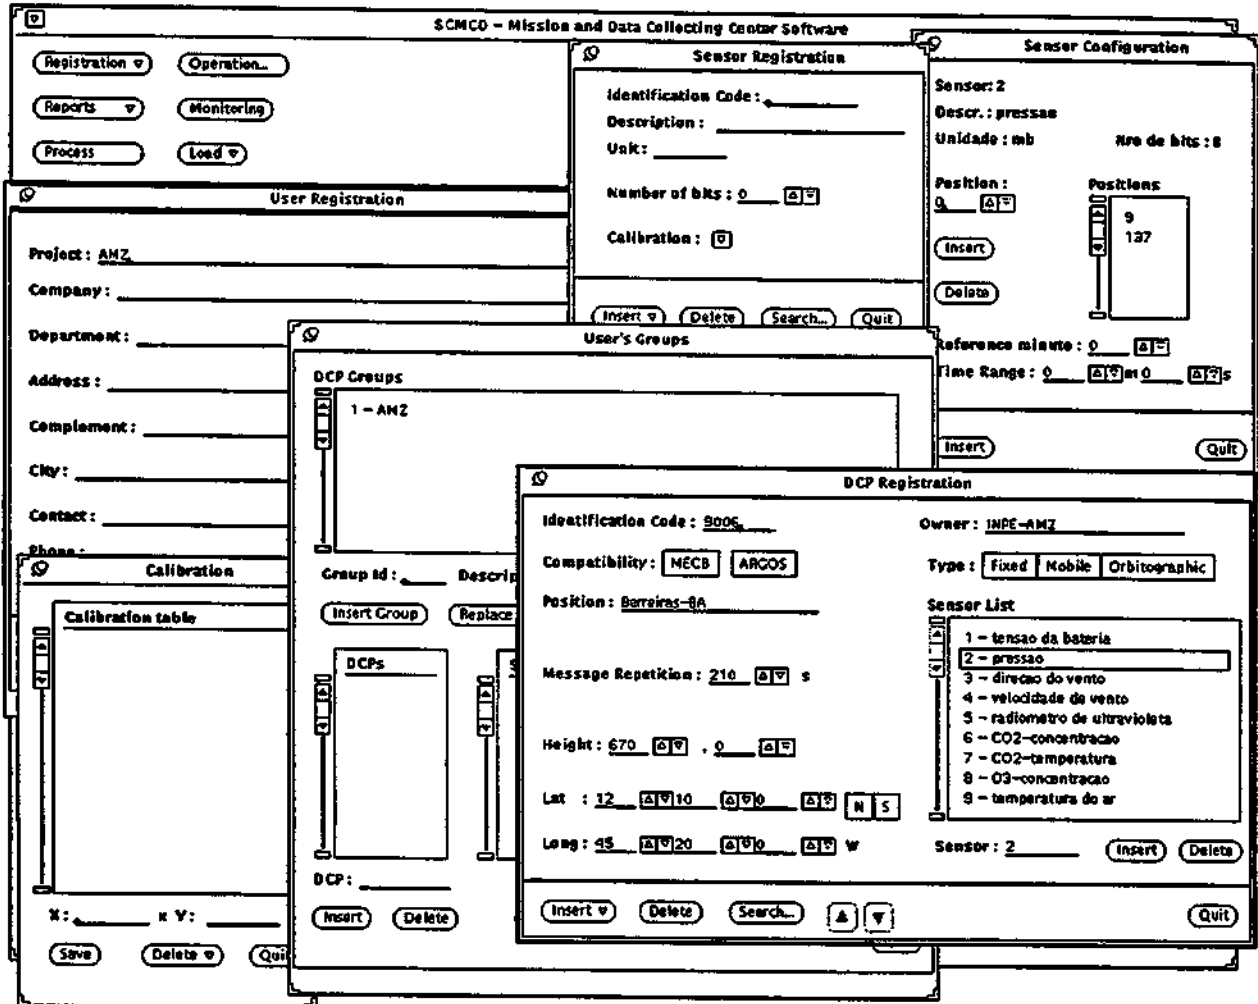 SCMCD - Mission and Data Collecting Center Software
Registration
Operation...
Reports
Monitoring
Process
Load
Sensor Registration
Identification Code :
Description :
Unit :
Number of bits : 0
Calibration :
Insert
Delete
Search...
Quit
Sensor Configuration
Sensor: 2
Descr. : pressao
Unidade : mb
Nro de bits : 8
Position :
0
Positions
9
137
Insert
Delete
Reference minute : 0
Time Range : 0 m 0 s
Insert
Quit
User Registration
Project : AMZ
Company :
Department :
Address :
Complement :
City :
Contact :
Phone :
User's Groups
DCP Groups
1 - AMZ
Group Id :
Descrip
Insert Group
Replace
DCPs
DCP :
Insert
Delete
Calibration
Calibration table
X :
x Y :
Save
Delete
Qui
DCP Registration
Identification Code : 9006
Owner : INPE-AMZ
Compatibility : MECB ARGOS
Type : Fixed Mobile Orbitographic
Position : Barreiras-BA
Sensor List
1 - tensao da bateria
2 - pressao
3 - direcao do vento
4 - velocidade de vento
5 - radiometro de ultravioleta
6 - CO2-concentracao
7 - CO2-temperatura
8 - O3-concentracao
9 - temperatura do ar
Message Repetition : 210 s
Height : 670 . 0
Lat : 12 10 0 N S
Long : 45 20 0 W
Sensor : 2
Insert
Delete
Insert
Delete
Search...
Quit